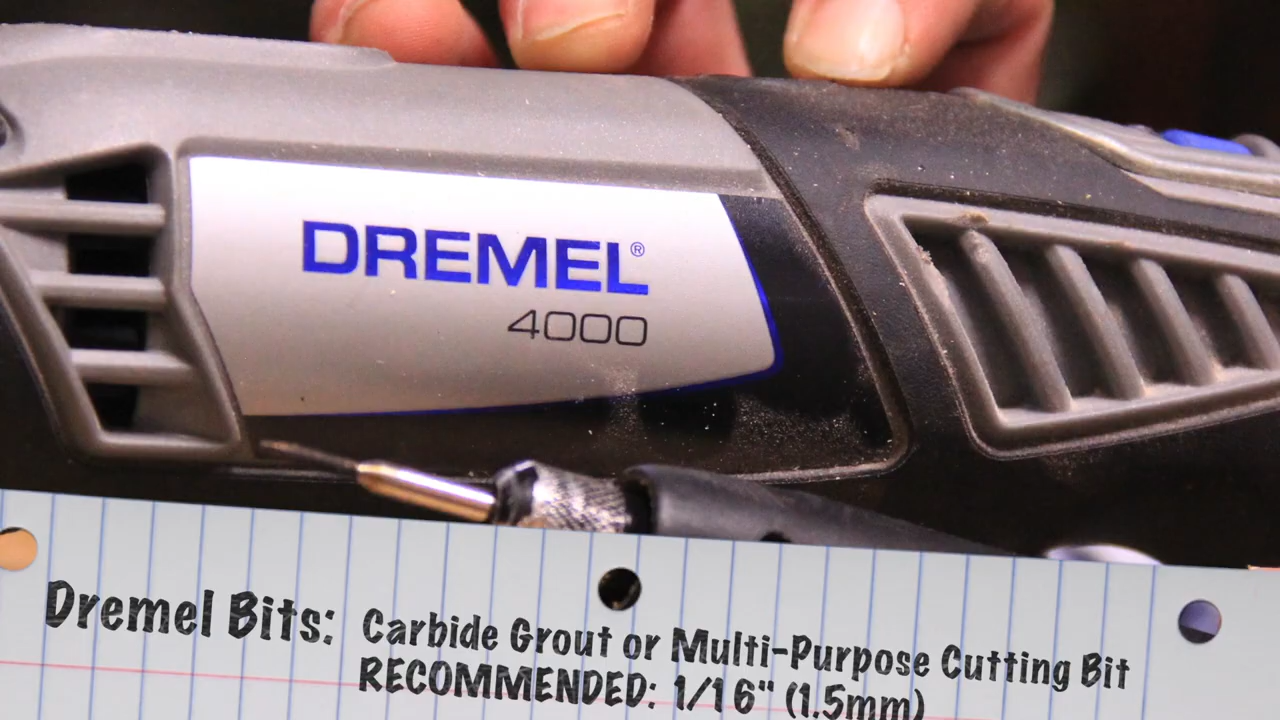 DREMEL®
4000
Dremel Bits: Carbide Grout or Multi-Purpose Cutting Bit
RECOMMENDED: 1/16" (1.5mm)